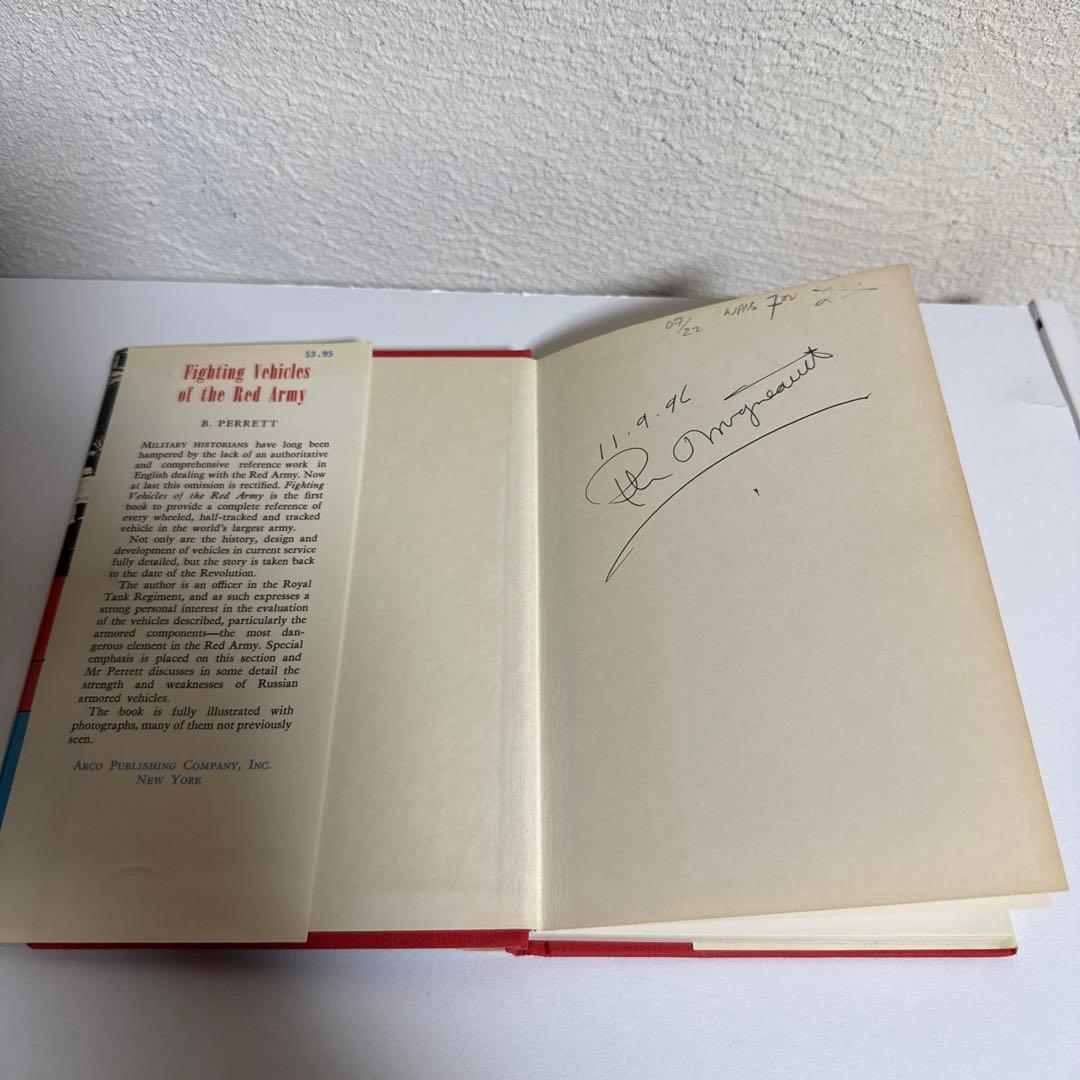 $3.95
Fighting Vehicles
of the Red Army
B. PERRETT
MILITARY HISTORIANS have long been
hampered by the lack of an authoritative
and comprehensive reference work in
English dealing with the Red Army. Now
at last this omission is rectified. Fighting
Vehicles of the Red Army is the first
book to provide a complete reference of
every wheeled, half-tracked and tracked
vehicle in the world's largest army.
Not only are the history, design and
development of vehicles in current service
fully detailed, but the story is taken back
to the date of the Revolution.
The author is an officer in the Royal
Tank Regiment, and as such expresses a
strong personal interest in the evaluation
of the vehicles described, particularly the
armored components—the most dan-
gerous element in the Red Army. Special
emphasis is placed on this section and
Mr Perrett discusses in some detail the
strength and weaknesses of Russian
armored vehicles.
The book is fully illustrated with
photographs, many of them not previously
seen.
ARCO PUBLISHING COMPANY, INC.
NEW YORK
07/22
11.9.96